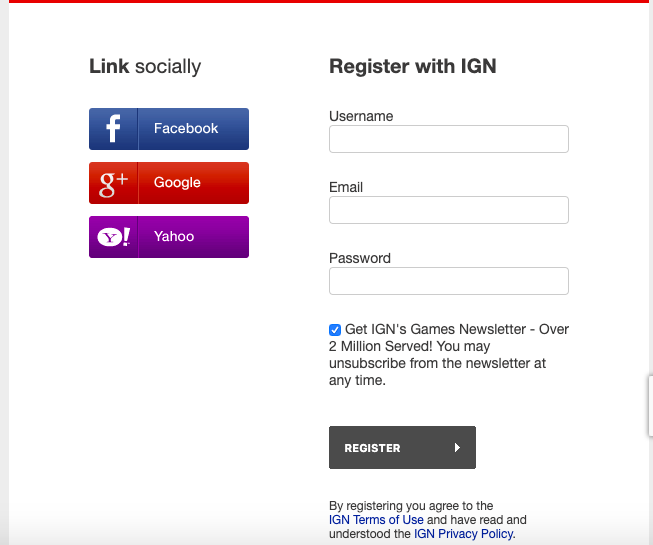 Link socially
f Facebook
g+ Google
Y! Yahoo
Register with IGN
Username
Email
Password
Get IGN's Games Newsletter - Over
2 Million Served! You may
unsubscribe from the newsletter at
any time.
REGISTER
By registering you agree to the
IGN Terms of Use and have read and
understood the IGN Privacy Policy.